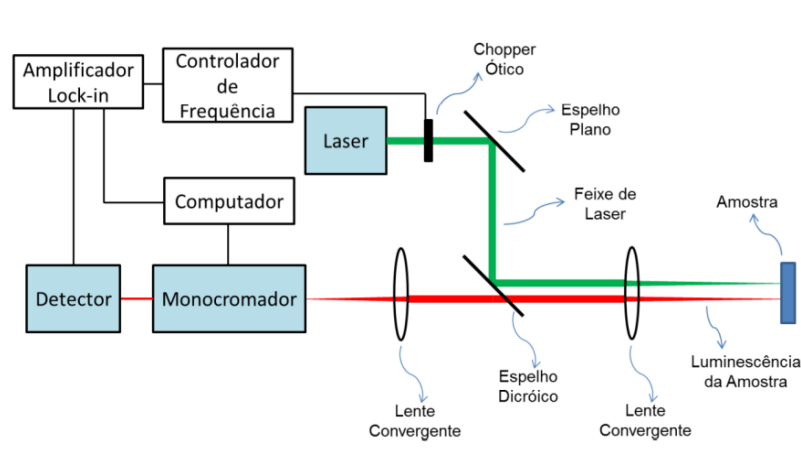 Chopper
Ótico
Amplificador
Lock-in
Controlador
de
Frequência
Laser
Espelho
Plano
Computador
Feixe de
Laser
Amostra
Detector
Monocromador
Luminescência
da Amostra
Espelho
Dicróico
Lente
Convergente
Lente
Convergente